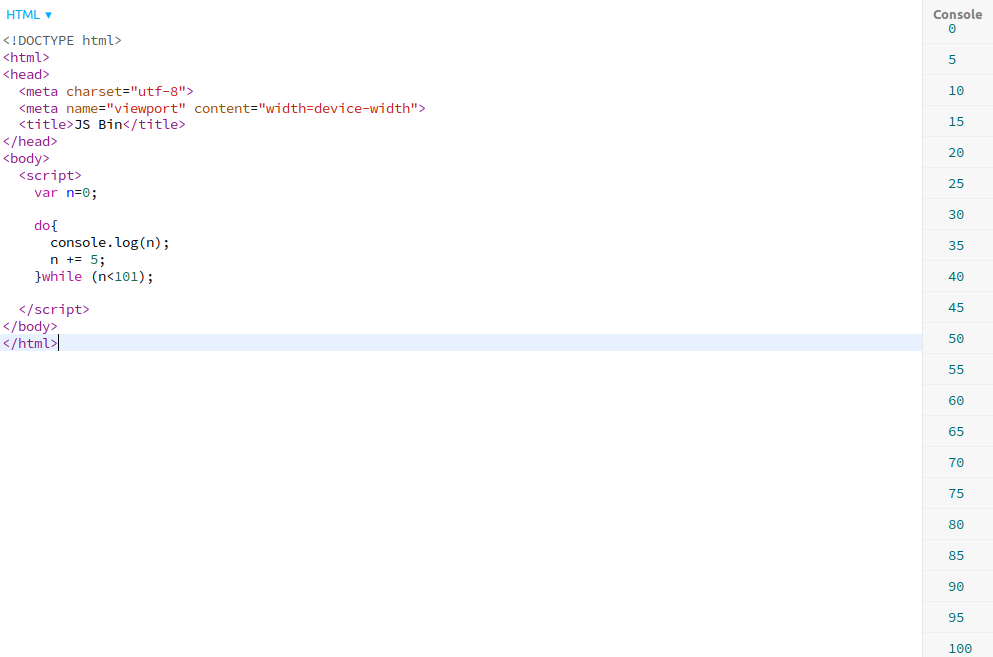 HTML ▾
<!DOCTYPE html>
<html>
<head>
  <meta charset="utf-8">
  <meta name="viewport" content="width=device-width">
  <title>JS Bin</title>
</head>
<body>
  <script>
    var n=0;

    do{
      console.log(n);
      n += 5;
    }while (n<101);

  </script>
</body>
</html>
Console
0
5
10
15
20
25
30
35
40
45
50
55
60
65
70
75
80
85
90
95
100